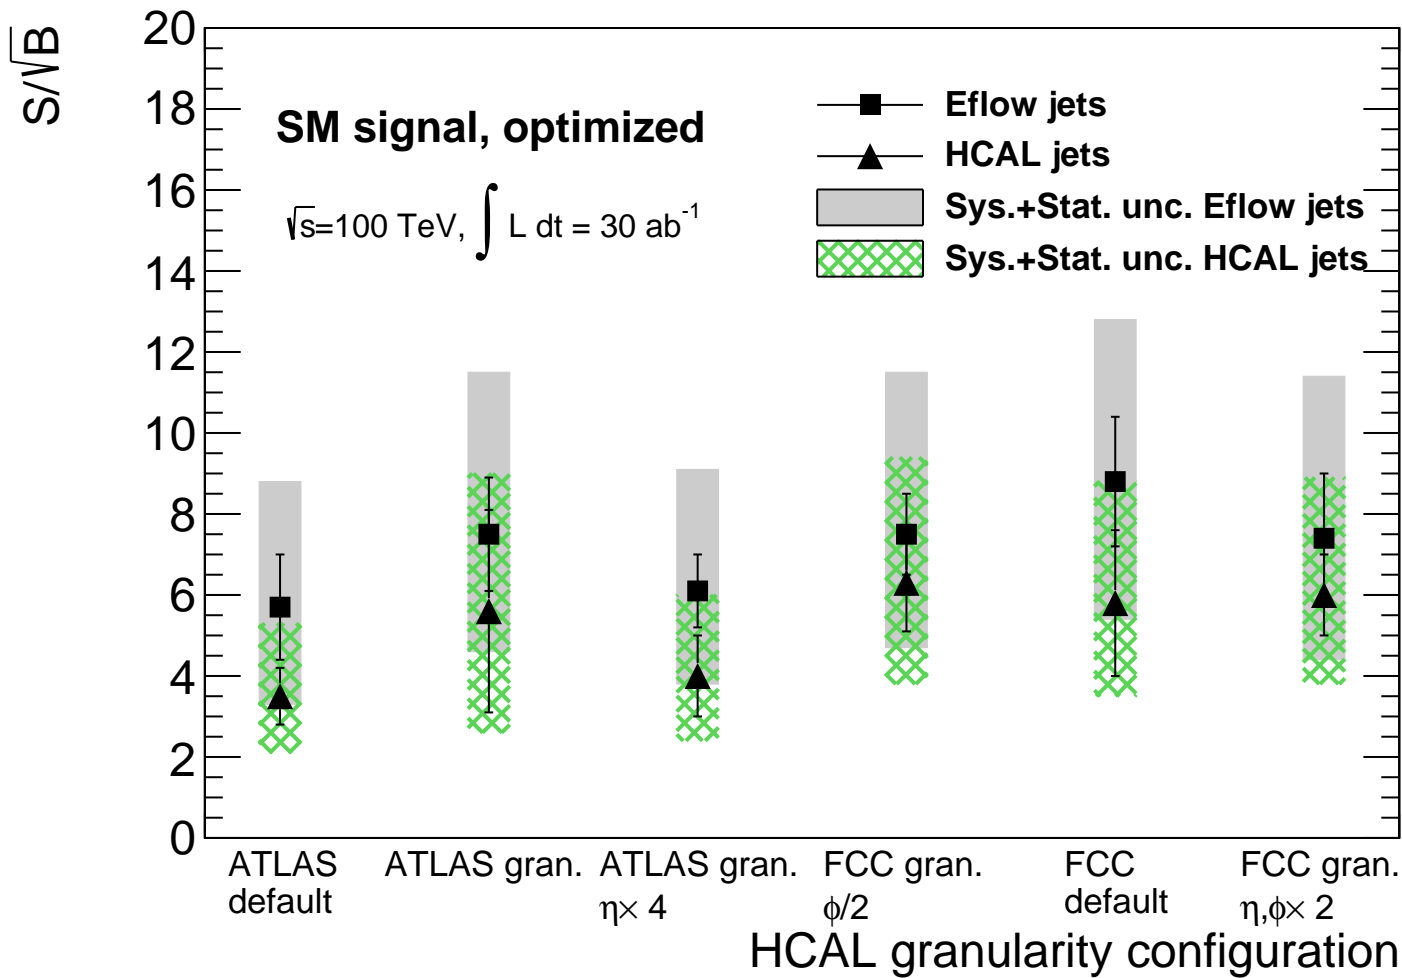 S/√B
20
18
16
14
12
10
8
6
4
2
0
SM signal, optimized
√s=100 TeV, ∫ L dt = 30 ab⁻¹
Eflow jets
HCAL jets
Sys.+Stat. unc. Eflow jets
Sys.+Stat. unc. HCAL jets
ATLAS
default
ATLAS gran.
ATLAS gran.
η× 4
FCC gran.
ϕ/2
FCC
default
FCC gran.
η,ϕ× 2
HCAL granularity configuration